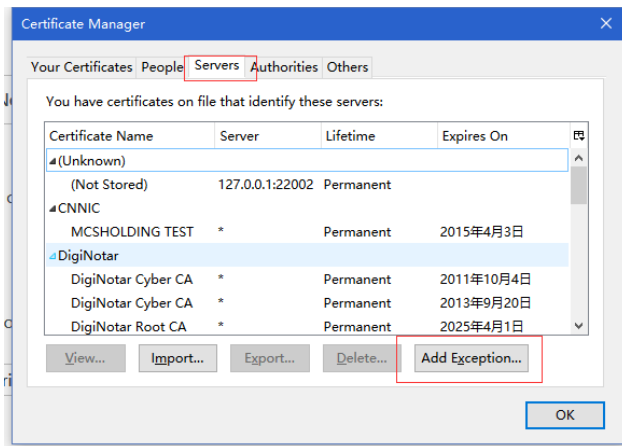 Certificate Manager
Your Certificates People Servers Authorities Others
You have certificates on file that identify these servers:
Certificate Name Server Lifetime Expires On
(Unknown)
(Not Stored) 127.0.0.1:22002 Permanent
CNNIC
MCSHOLDING TEST * Permanent 2015年4月3日
DigiNotar
DigiNotar Cyber CA * Permanent 2011年10月4日
DigiNotar Cyber CA * Permanent 2013年9月20日
DigiNotar Root CA * Permanent 2025年4月1日
View... Import... Export... Delete... Add Exception...
OK